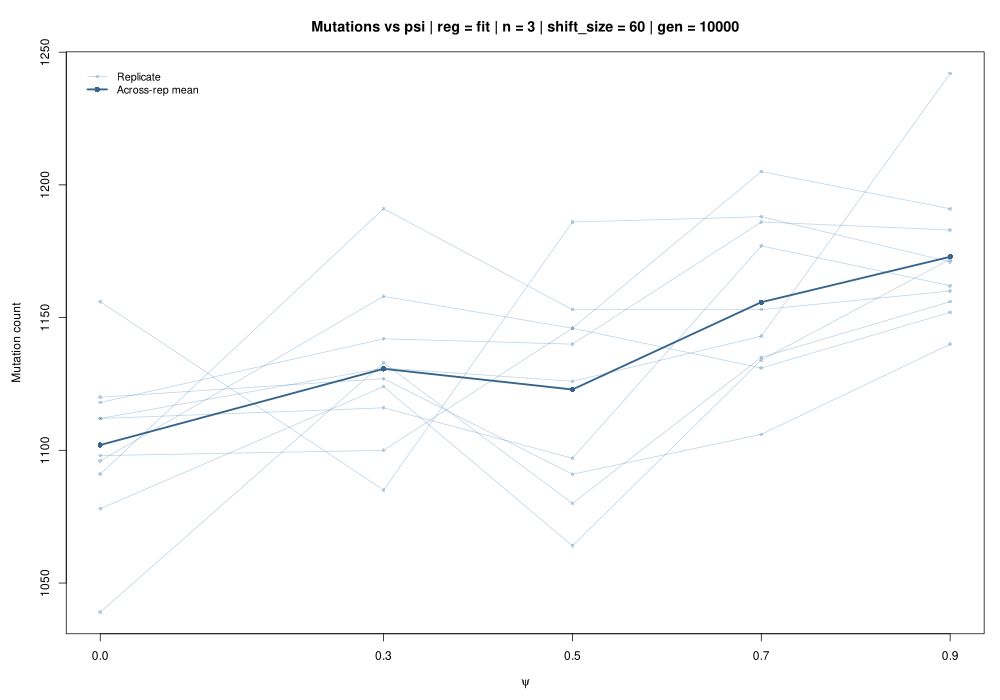 Mutations vs psi | reg = fit | n = 3 | shift_size = 60 | gen = 10000
Replicate
Across-rep mean
Mutation count
1250
1200
1150
1100
1050
0.0 0.3 0.5 0.7 0.9
ψ